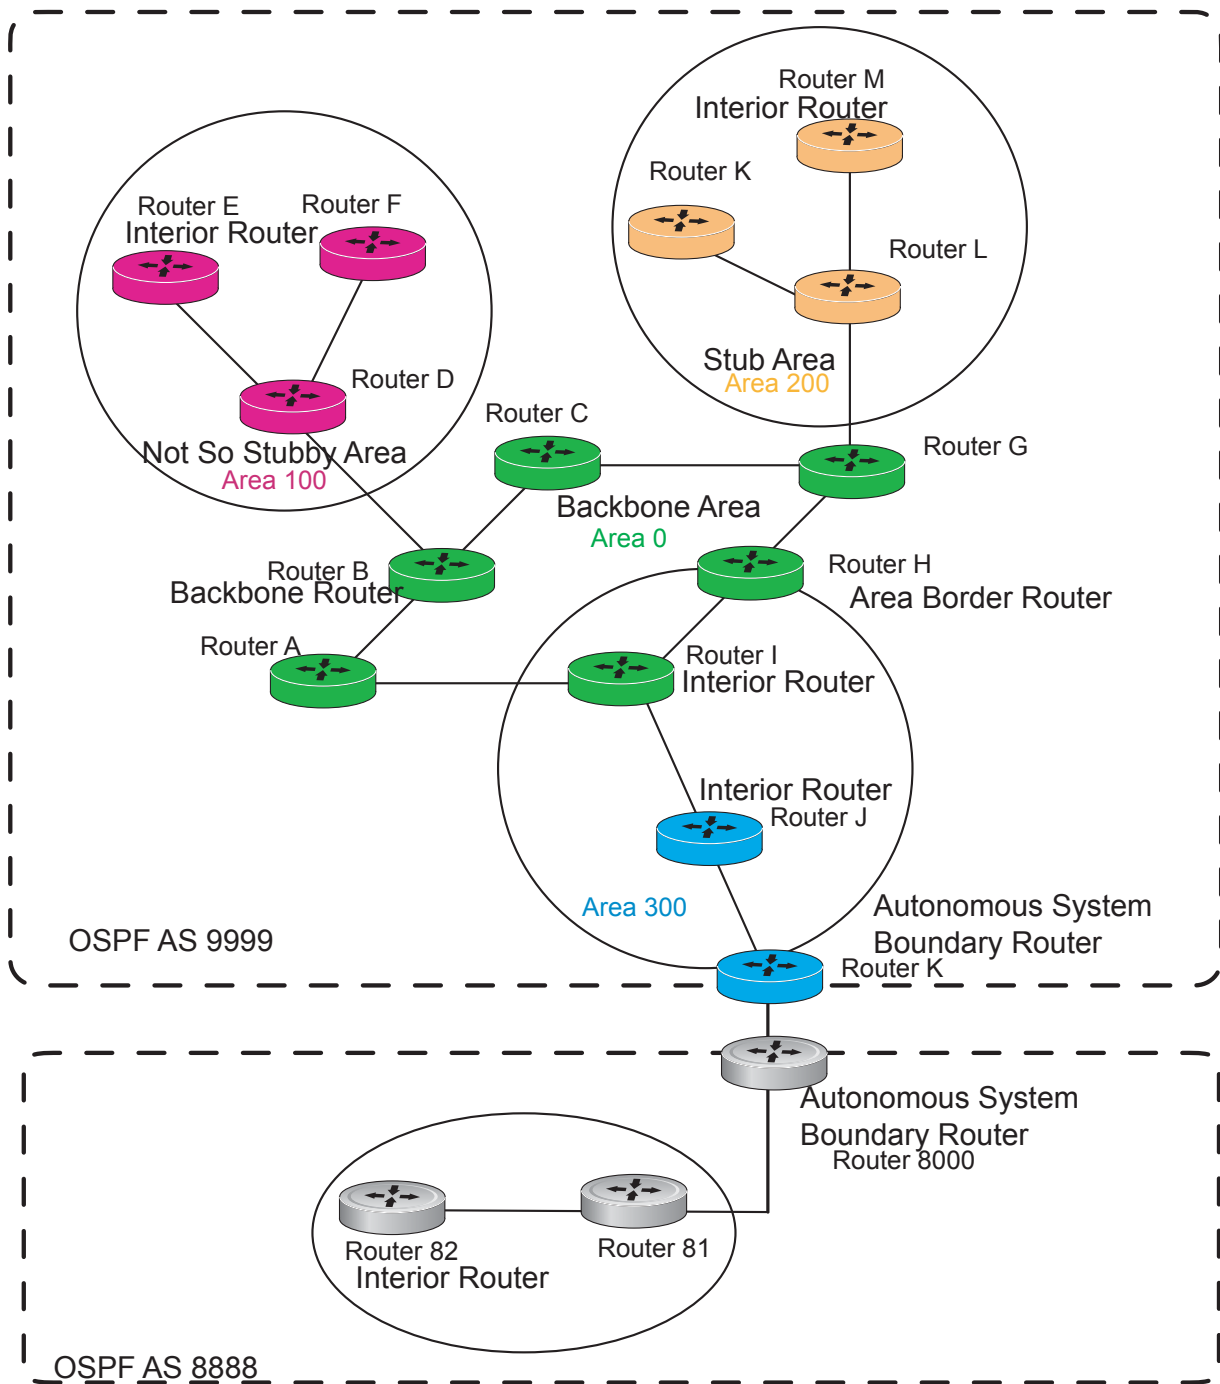 Router M
Interior Router
Router K
Router E
Router F
Interior Router
Router L
Stub Area
Area 200
Router D
Router C
Not So Stubby Area
Area 100
Router G
Backbone Area
Area 0
Router B
Backbone Router
Router H
Area Border Router
Router A
Router I
Interior Router
Interior Router
Router J
Area 300
Autonomous System
Boundary Router
OSPF AS 9999
Router K
Autonomous System
Boundary Router
Router 8000
Router 82
Router 81
Interior Router
OSPF AS 8888